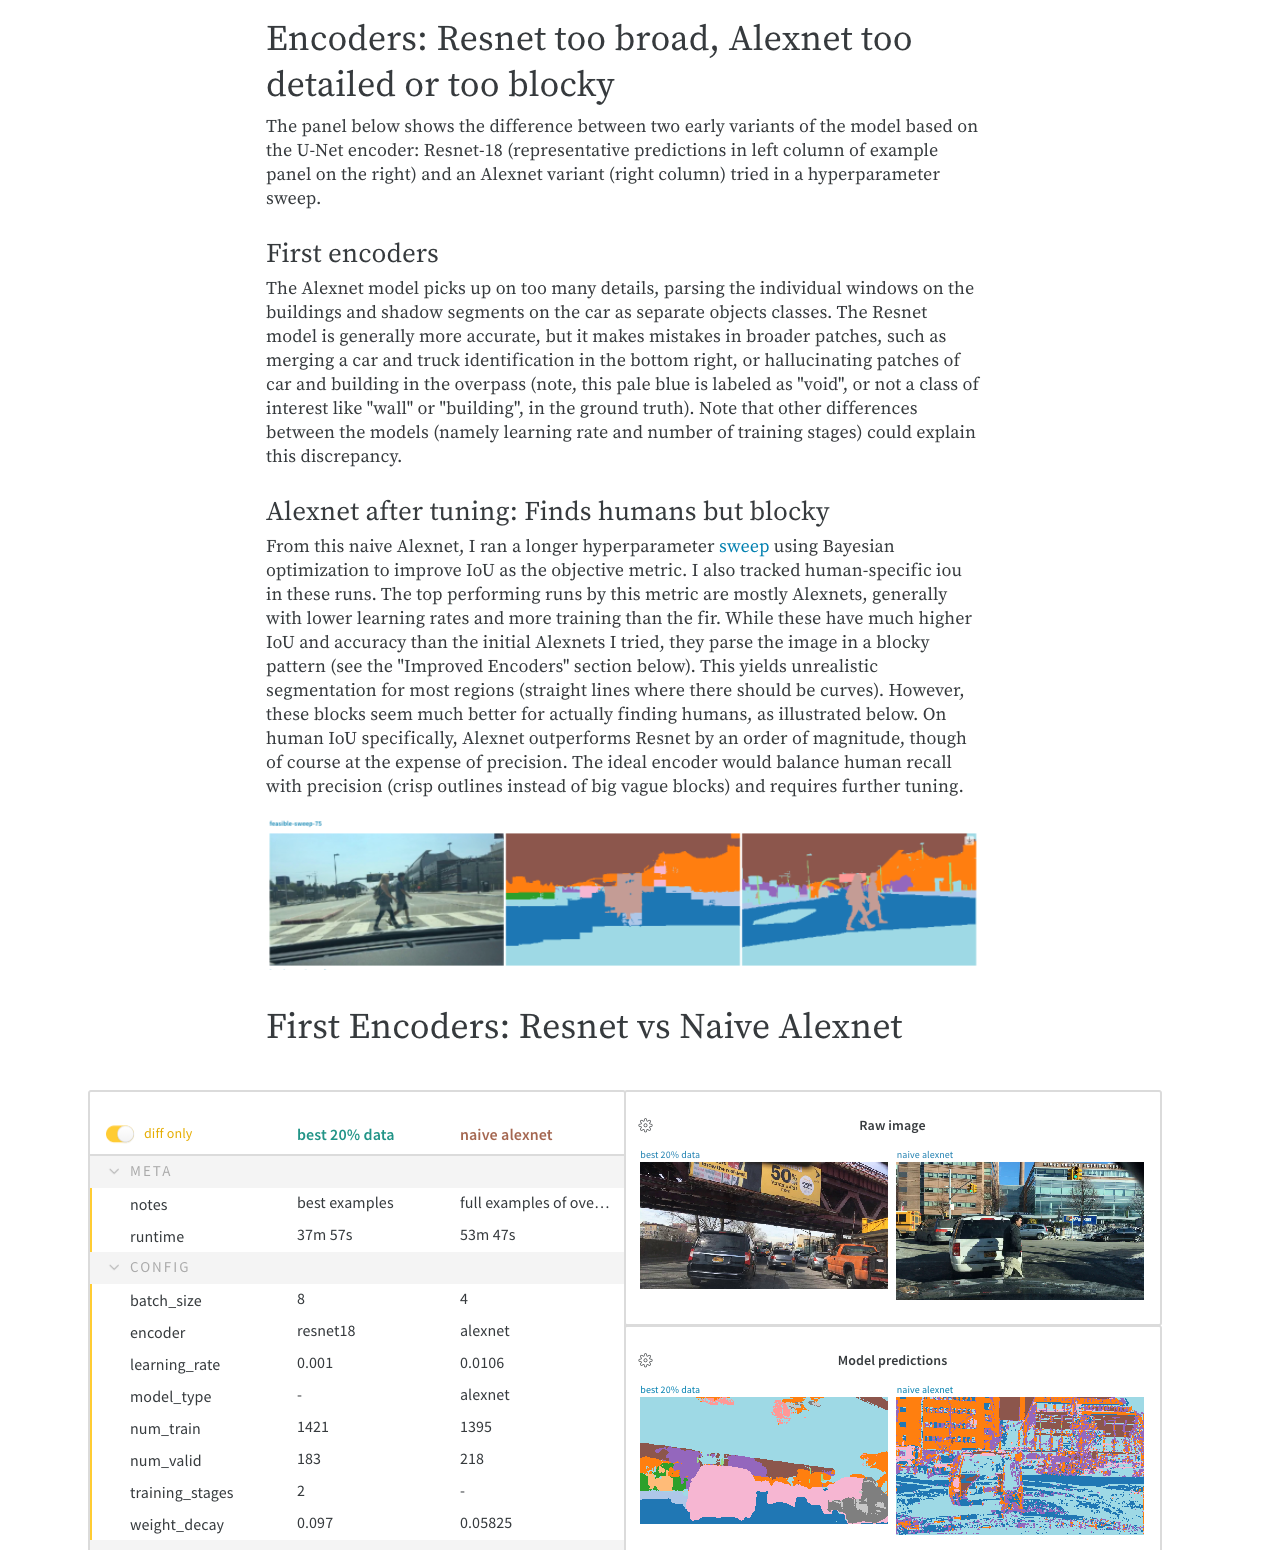 Encoders: Resnet too broad, Alexnet too
detailed or too blocky
The panel below shows the difference between two early variants of the model based on
the U-Net encoder: Resnet-18 (representative predictions in left column of example
panel on the right) and an Alexnet variant (right column) tried in a hyperparameter
sweep.
First encoders
The Alexnet model picks up on too many details, parsing the individual windows on the
buildings and shadow segments on the car as separate objects classes. The Resnet
model is generally more accurate, but it makes mistakes in broader patches, such as
merging a car and truck identification in the bottom right, or hallucinating patches of
car and building in the overpass (note, this pale blue is labeled as "void", or not a class of
interest like "wall" or "building", in the ground truth). Note that other differences
between the models (namely learning rate and number of training stages) could explain
this discrepancy.
Alexnet after tuning: Finds humans but blocky
From this naive Alexnet, I ran a longer hyperparameter sweep using Bayesian
optimization to improve IoU as the objective metric. I also tracked human-specific iou
in these runs. The top performing runs by this metric are mostly Alexnets, generally
with lower learning rates and more training than the fir. While these have much higher
IoU and accuracy than the initial Alexnets I tried, they parse the image in a blocky
pattern (see the "Improved Encoders" section below). This yields unrealistic
segmentation for most regions (straight lines where there should be curves). However,
these blocks seem much better for actually finding humans, as illustrated below. On
human IoU specifically, Alexnet outperforms Resnet by an order of magnitude, though
of course at the expense of precision. The ideal encoder would balance human recall
with precision (crisp outlines instead of big vague blocks) and requires further tuning.
feasible-sweep-75
First Encoders: Resnet vs Naive Alexnet
diff only best 20% data naive alexnet
META
notes best examples full examples of ove…
runtime 37m 57s 53m 47s
CONFIG
batch_size 8 4
encoder resnet18 alexnet
learning_rate 0.001 0.0106
model_type - alexnet
num_train 1421 1395
num_valid 183 218
training_stages 2 -
weight_decay 0.097 0.05825
Raw image
best 20% data naive alexnet
50%
Model predictions
best 20% data naive alexnet